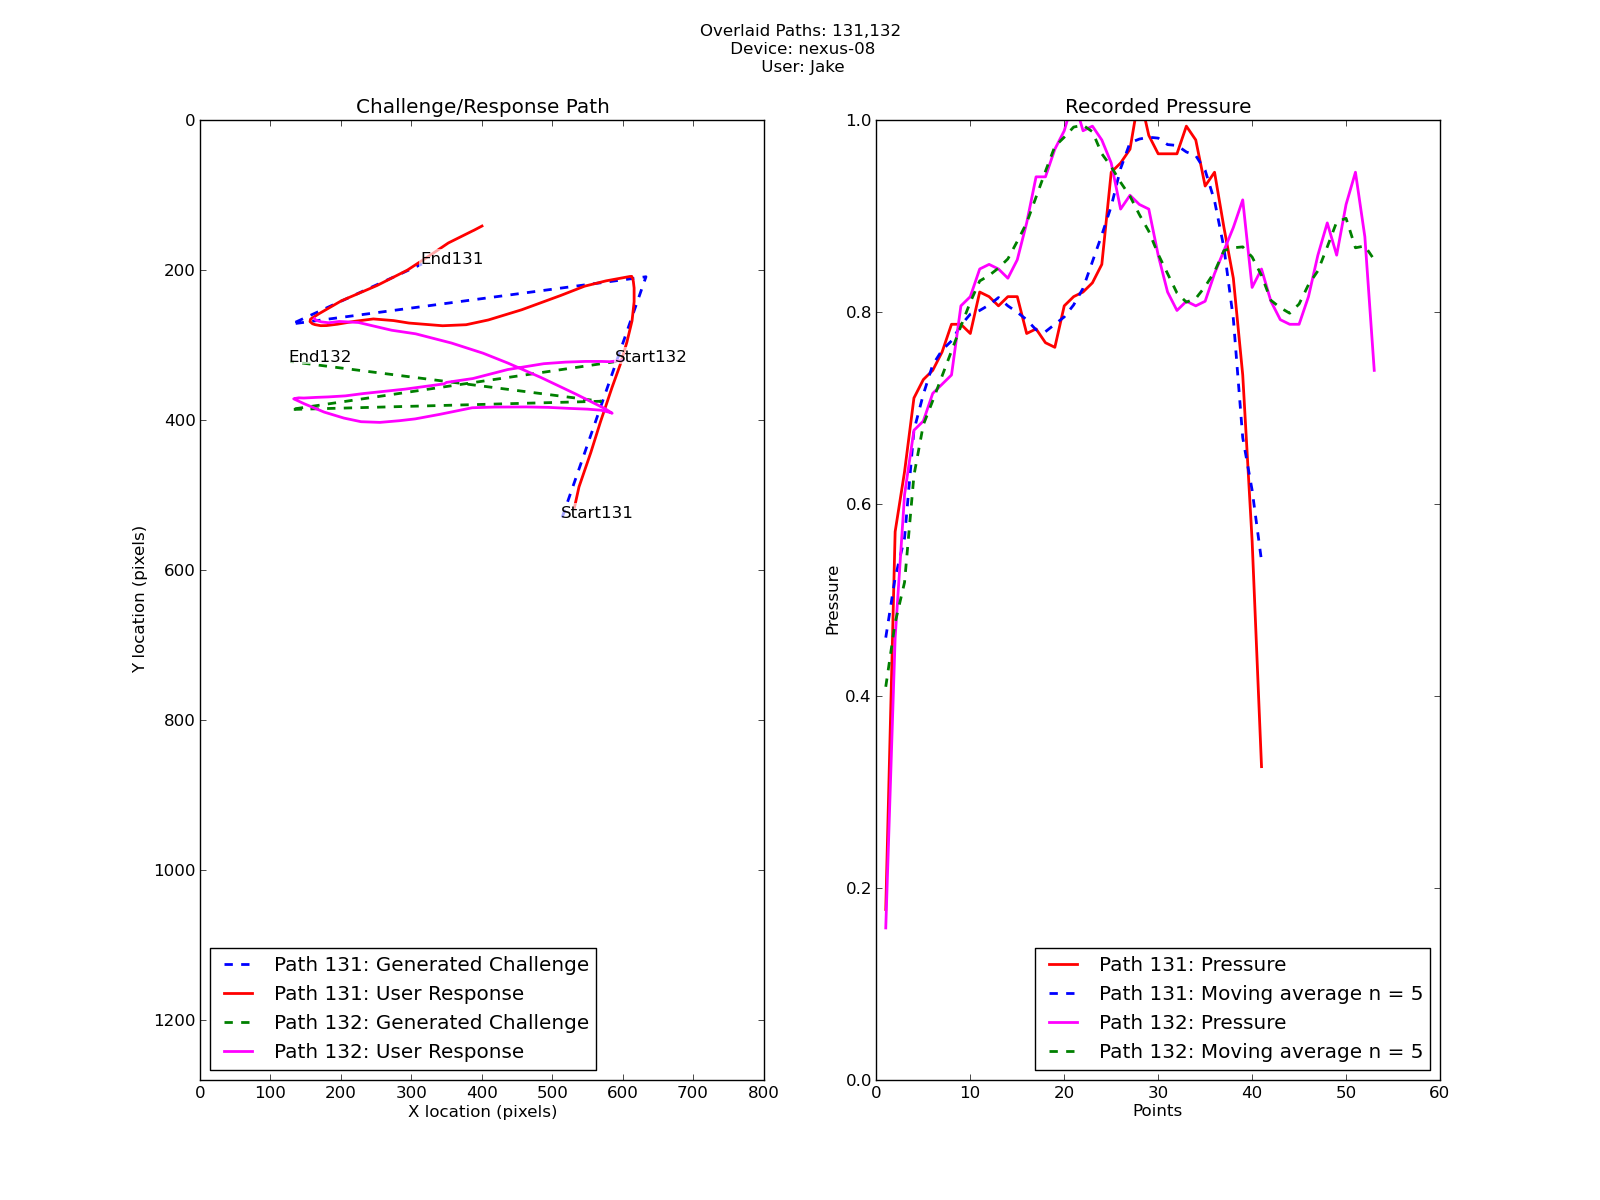 Overlaid Paths: 131,132
Device: nexus-08
User: Jake
Challenge/Response Path
0
200
400
600
800
1000
1200
Y location (pixels)
End131
End132
Start132
Start131
Path 131: Generated Challenge
Path 131: User Response
Path 132: Generated Challenge
Path 132: User Response
0 100 200 300 400 500 600 700 800
X location (pixels)
Recorded Pressure
1.0
0.8
0.6
0.4
0.2
0.0
Pressure
Path 131: Pressure
Path 131: Moving average n = 5
Path 132: Pressure
Path 132: Moving average n = 5
0 10 20 30 40 50 60
Points